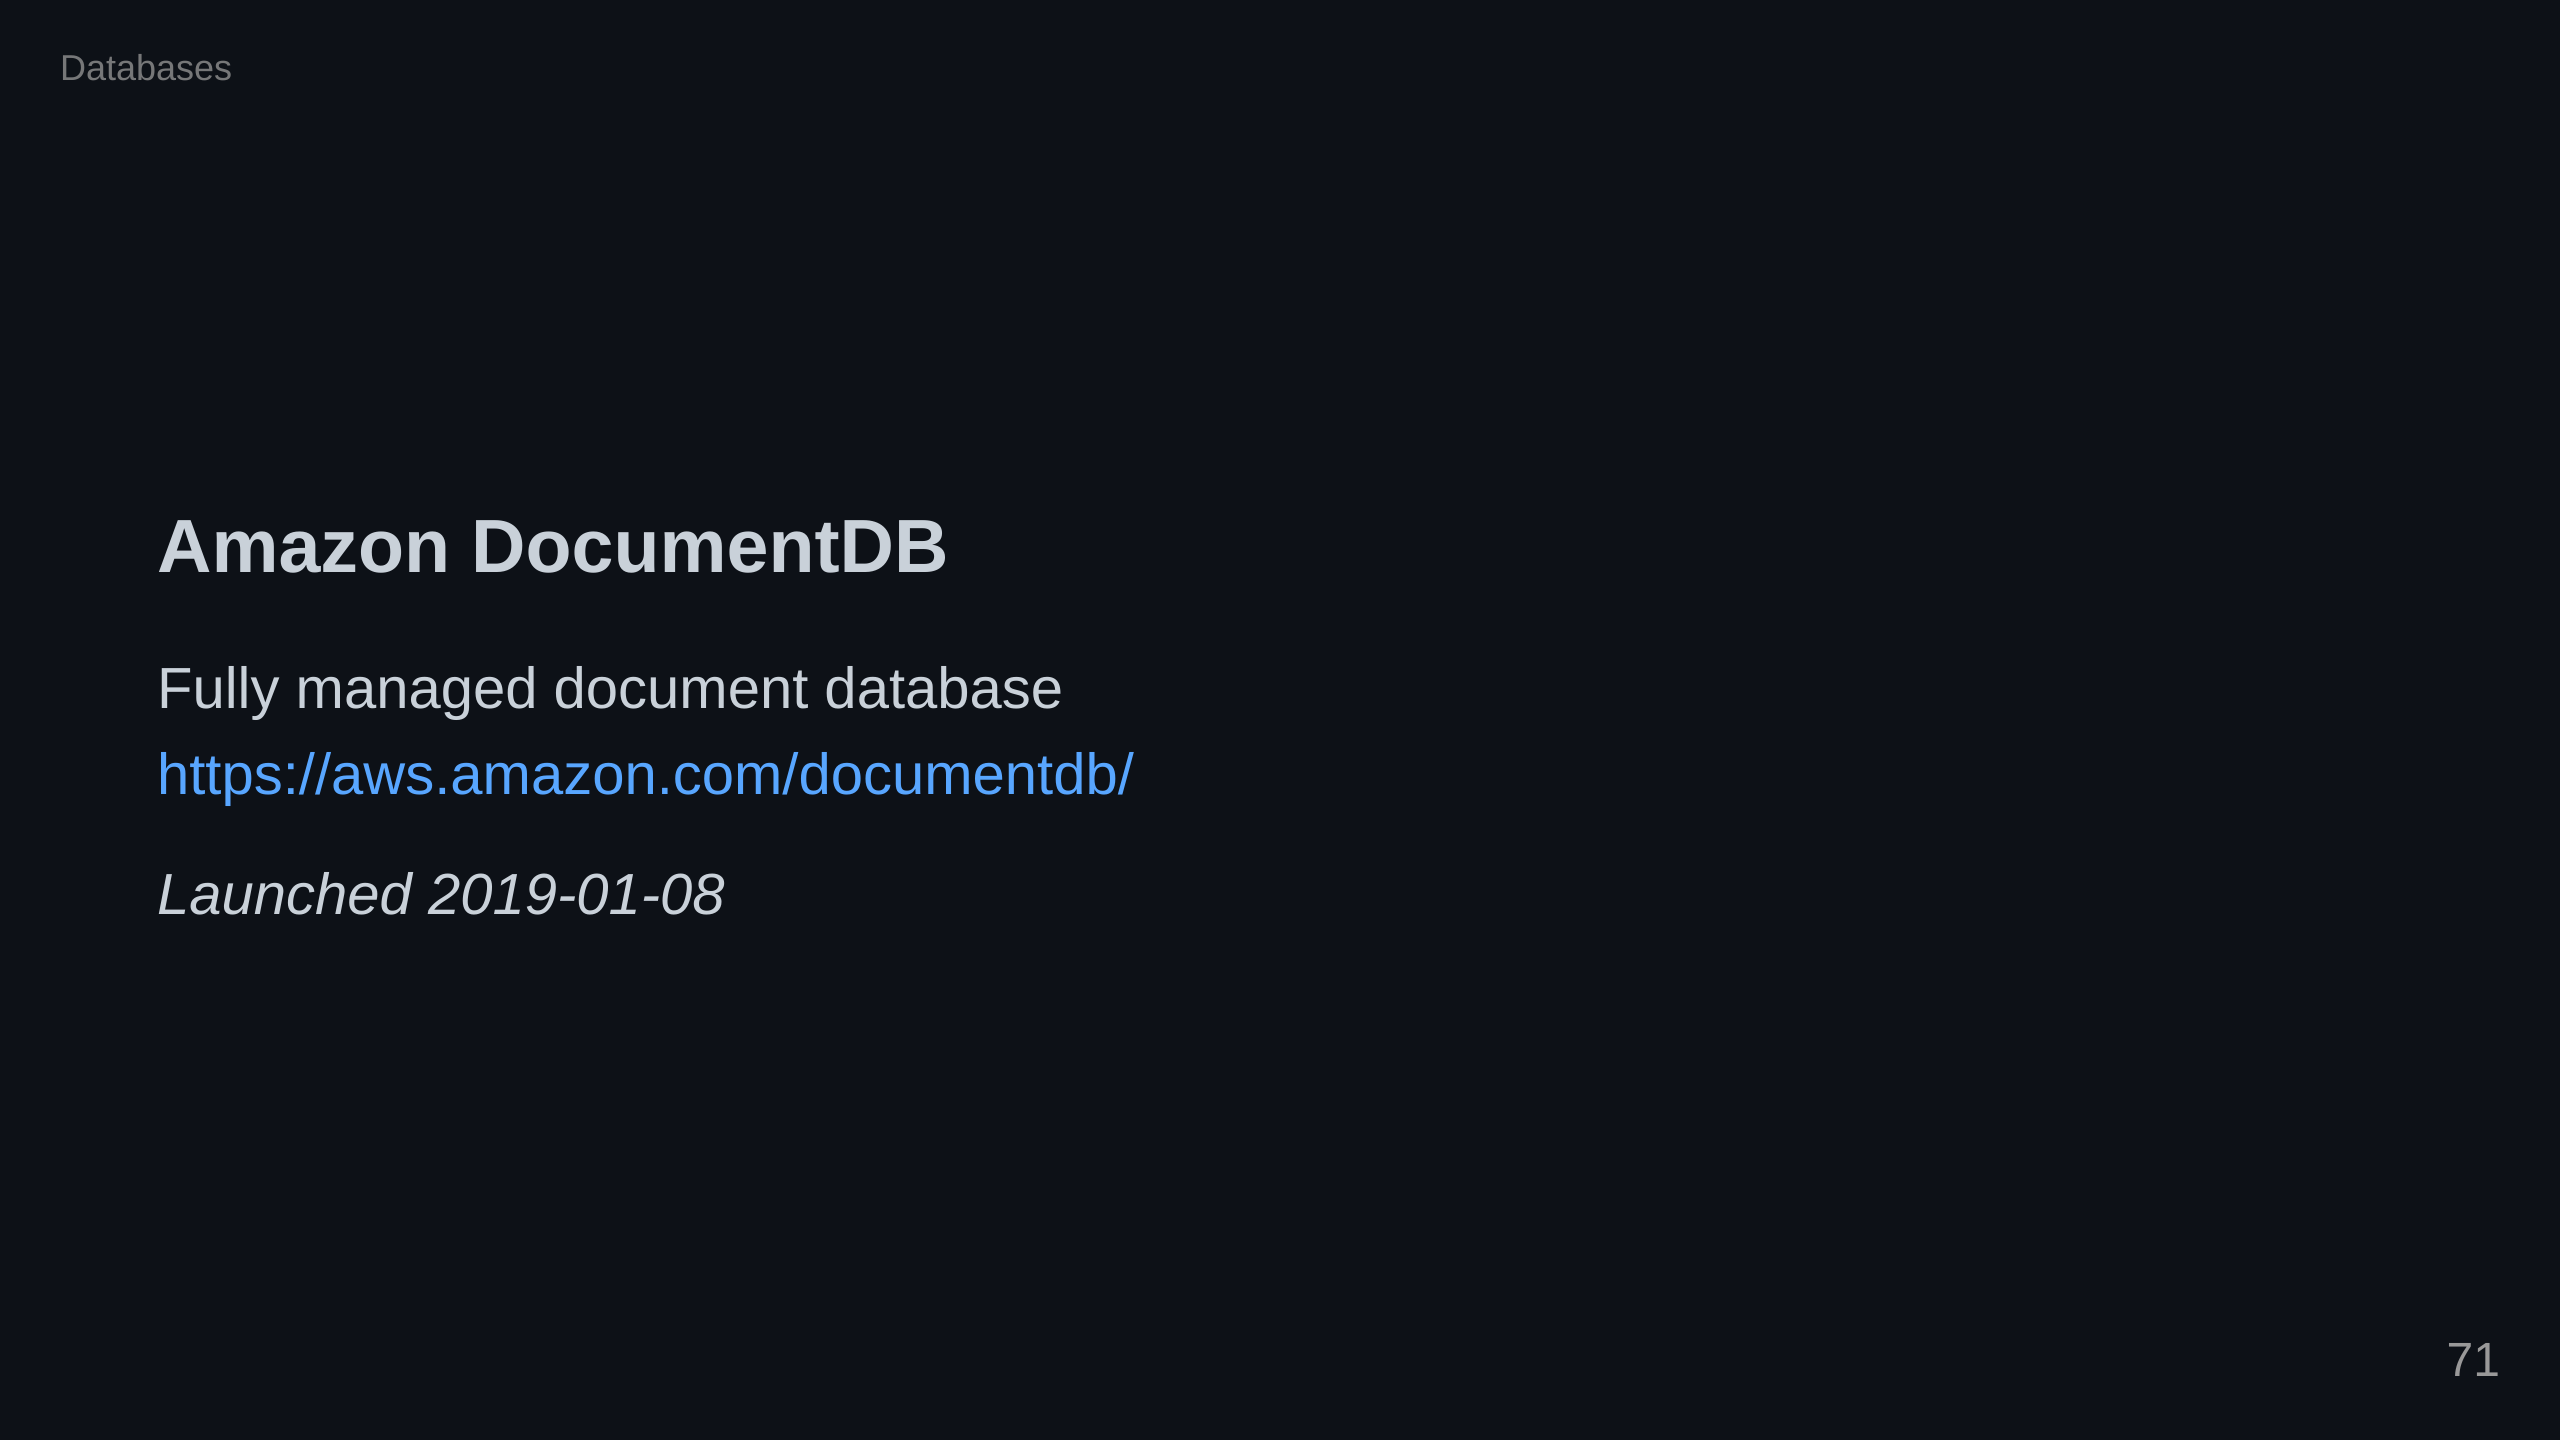 Databases
Amazon DocumentDB
Fully managed document database
https://aws.amazon.com/documentdb/
Launched 2019-01-08
71